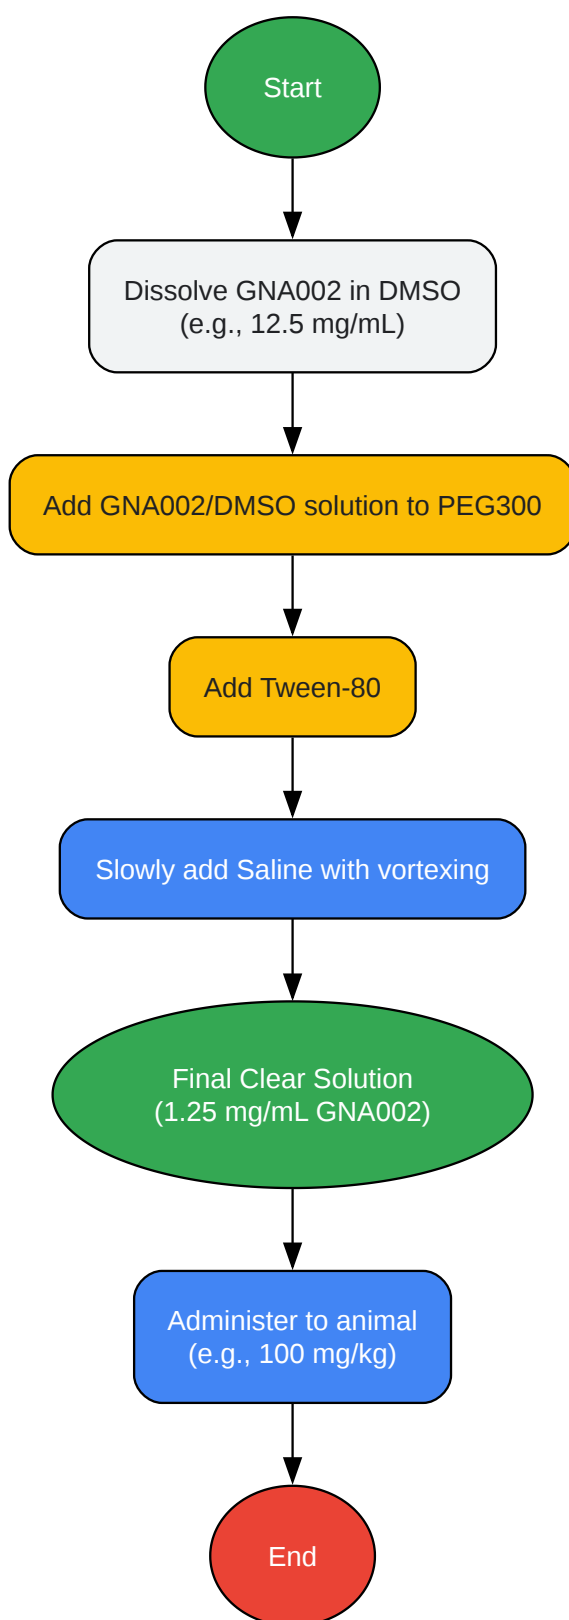 Start
Dissolve GNA002 in DMSO
(e.g., 12.5 mg/mL)
Add GNA002/DMSO solution to PEG300
Add Tween-80
Slowly add Saline with vortexing
Final Clear Solution
(1.25 mg/mL GNA002)
Administer to animal
(e.g., 100 mg/kg)
End